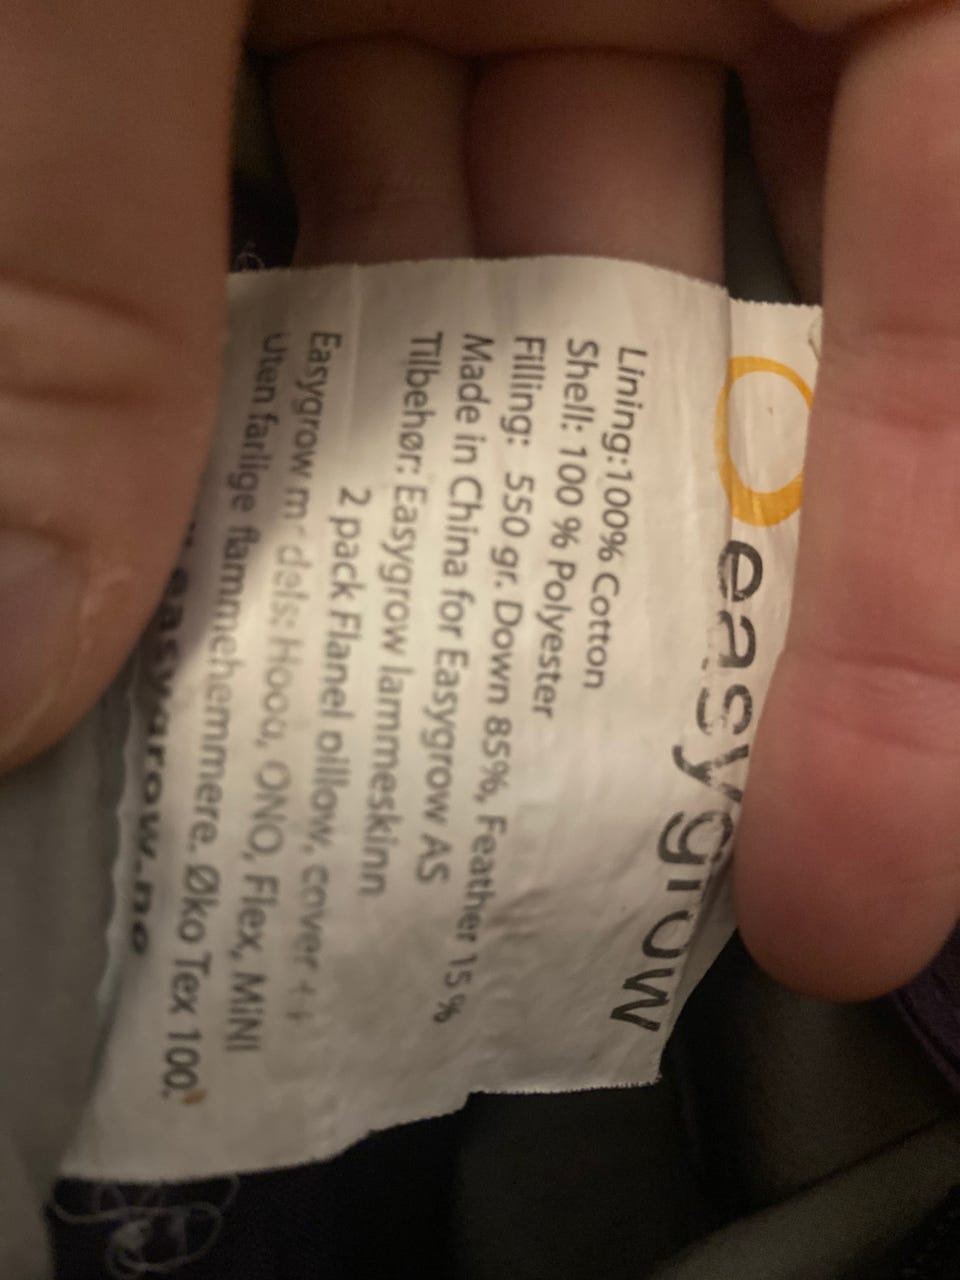 easygrow
Lining:100% Cotton
Shell: 100 % Polyester
Filling: 550 gr. Down 85%, Feather 15 %
Made in China for Easygrow AS
Tilbehør: Easygrow lammeskinn
2 pack Flanel pillow, cover
Easygrow ONO, Flex, MiNi
Uten farlige flammehemmere. Øko Tex 100.
easygrow.no